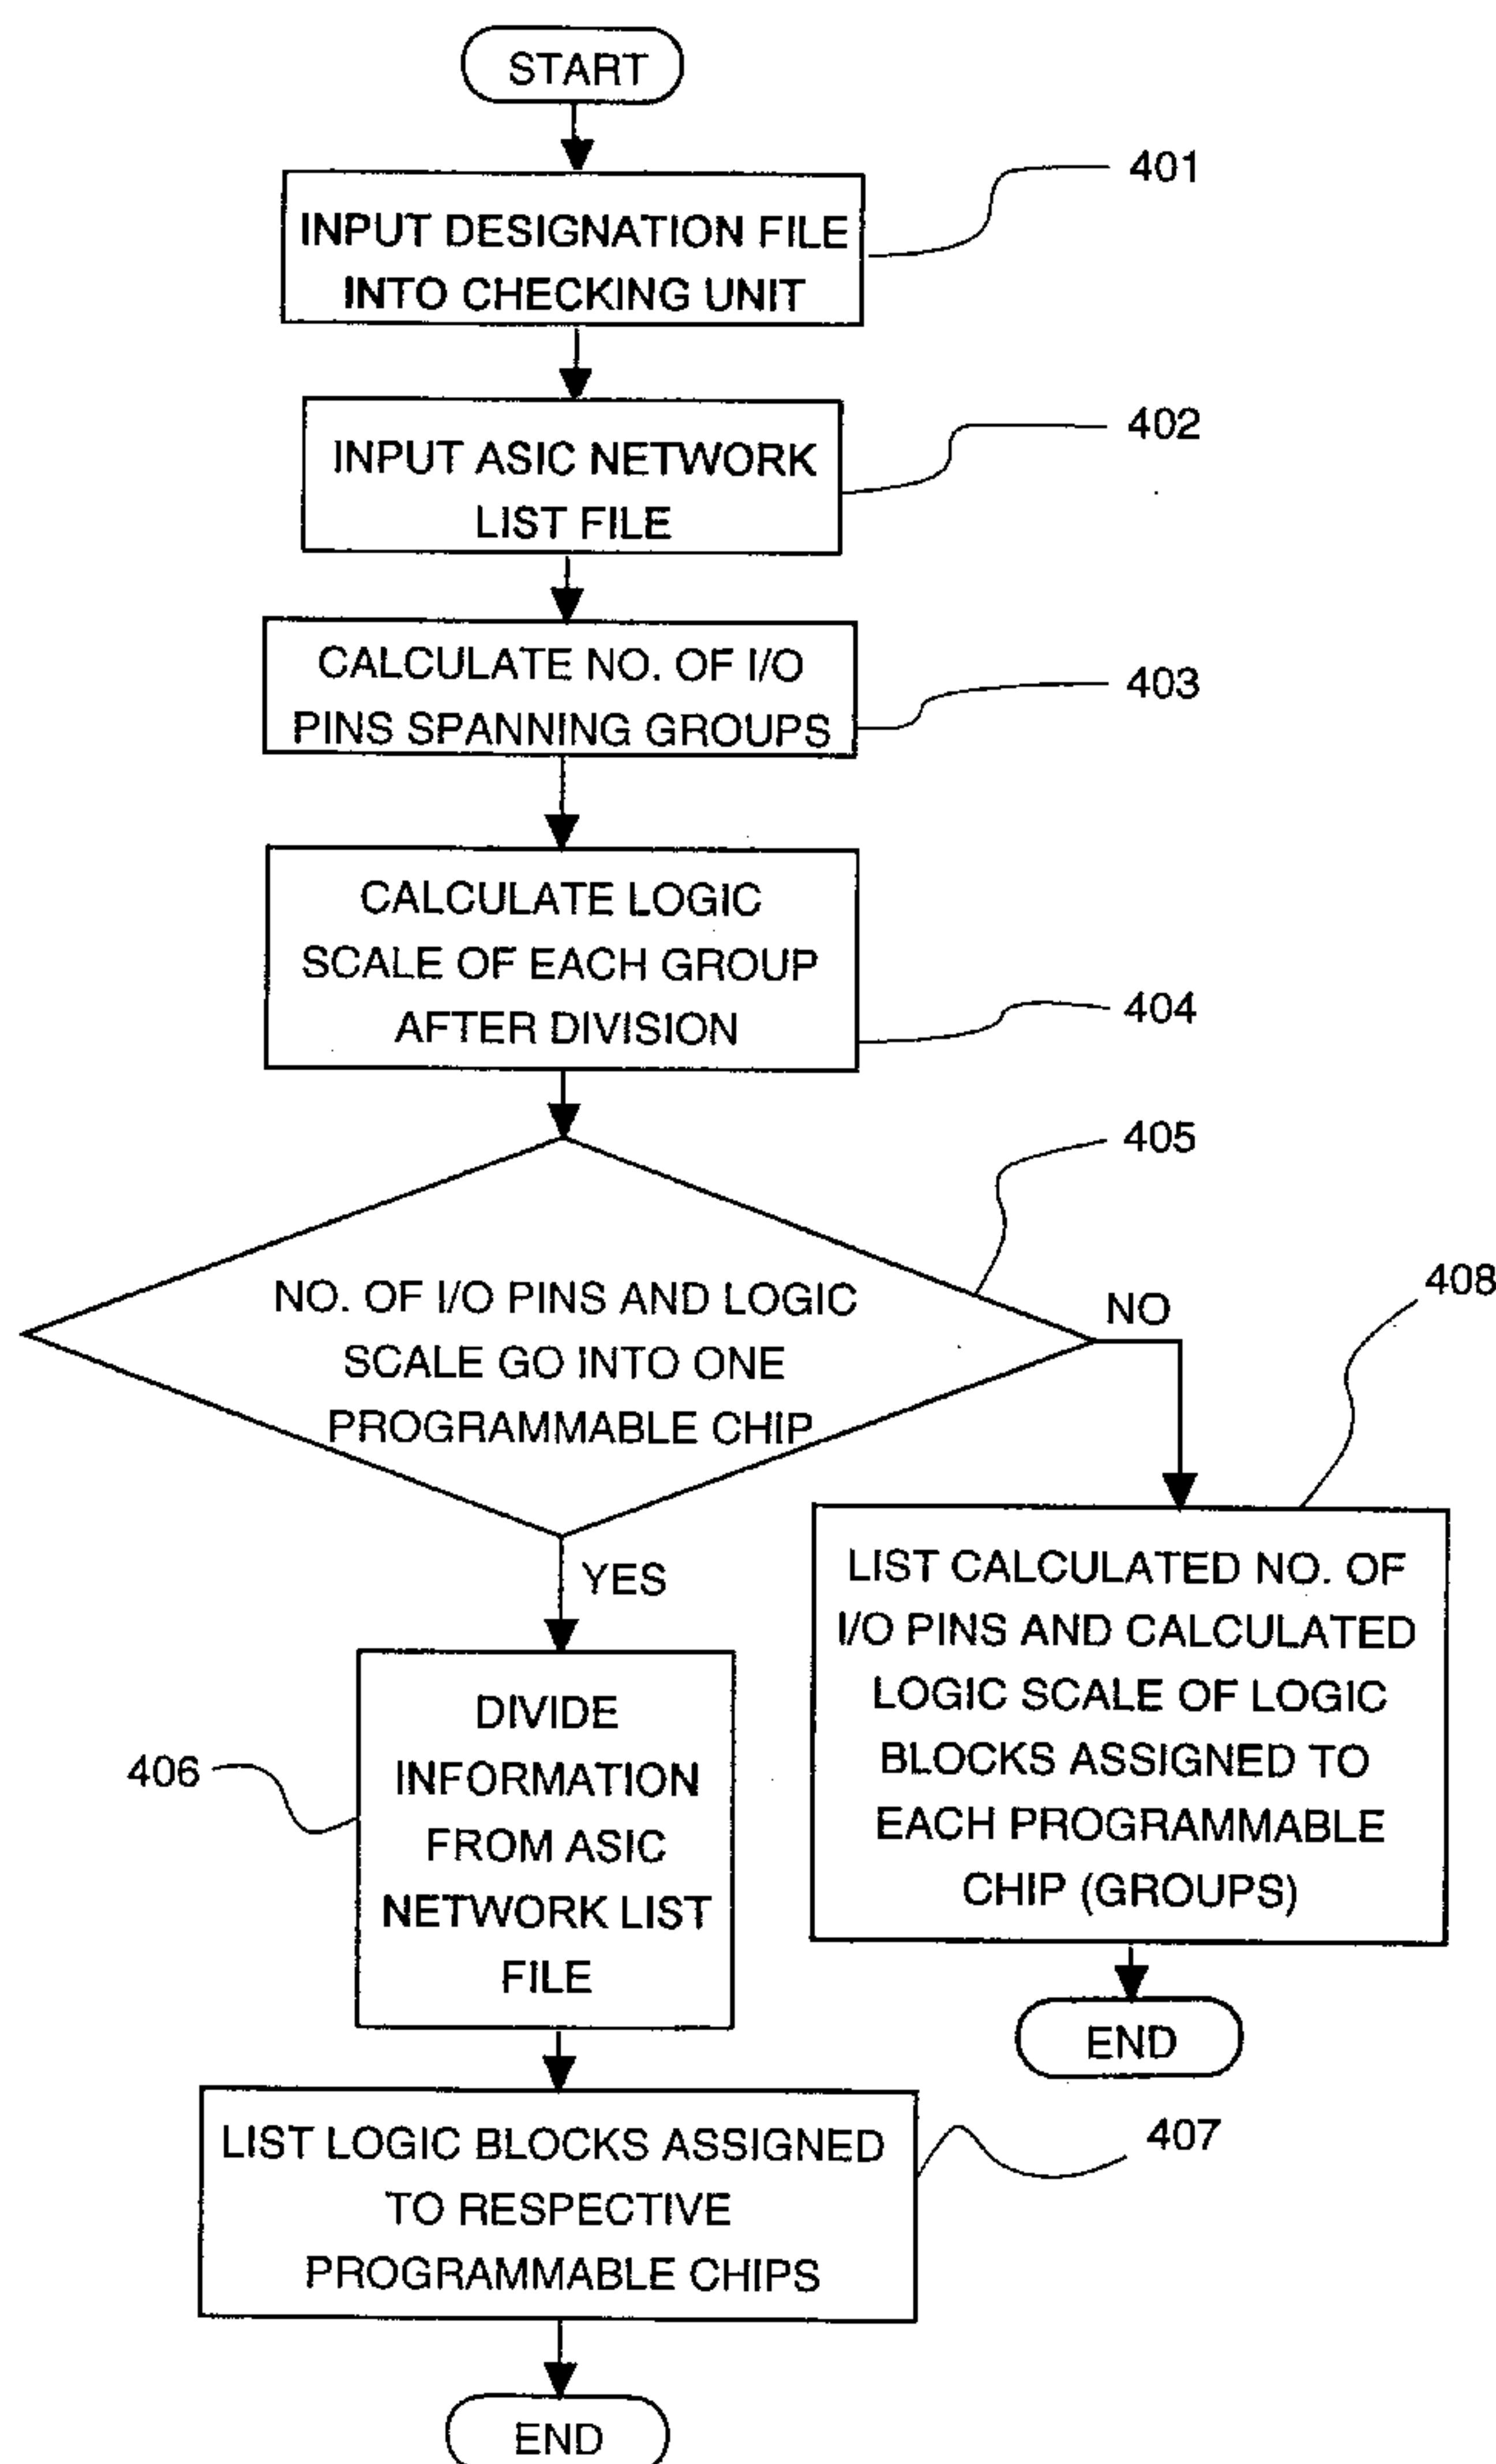 START
401
INPUT DESIGNATION FILE
INTO CHECKING UNIT
402
INPUT ASIC NETWORK
LIST FILE
403
CALCULATE NO. OF I/O
PINS SPANNING GROUPS
404
CALCULATE LOGIC
SCALE OF EACH GROUP
AFTER DIVISION
405
NO. OF I/O PINS AND LOGIC
SCALE GO INTO ONE
PROGRAMMABLE CHIP
NO
408
YES
LIST CALCULATED NO. OF
I/O PINS AND CALCULATED
LOGIC SCALE OF LOGIC
BLOCKS ASSIGNED TO
EACH PROGRAMMABLE
CHIP (GROUPS)
END
406
DIVIDE
INFORMATION
FROM ASIC
NETWORK LIST
FILE
407
LIST LOGIC BLOCKS ASSIGNED
TO RESPECTIVE
PROGRAMMABLE CHIPS
END